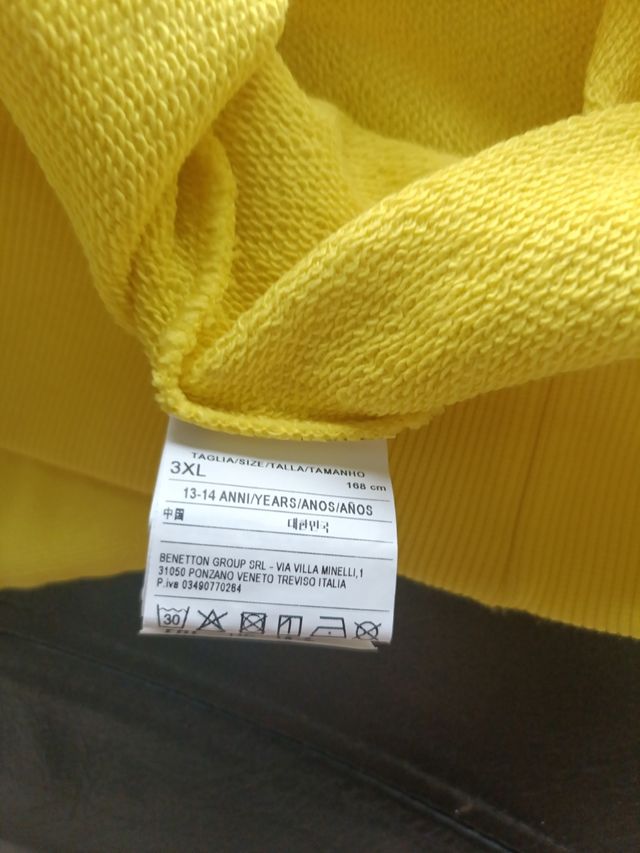 TAGLIA/SIZE/TALLA/TAMANHO
3XL 168 cm
13-14 ANNI/YEARS/ANOS/AÑOS
中国 대한민국
BENETTON GROUP SRL - VIA VILLA MINELLI,1
31050 PONZANO VENETO TREVISO ITALIA
P.iva 03490770264
30